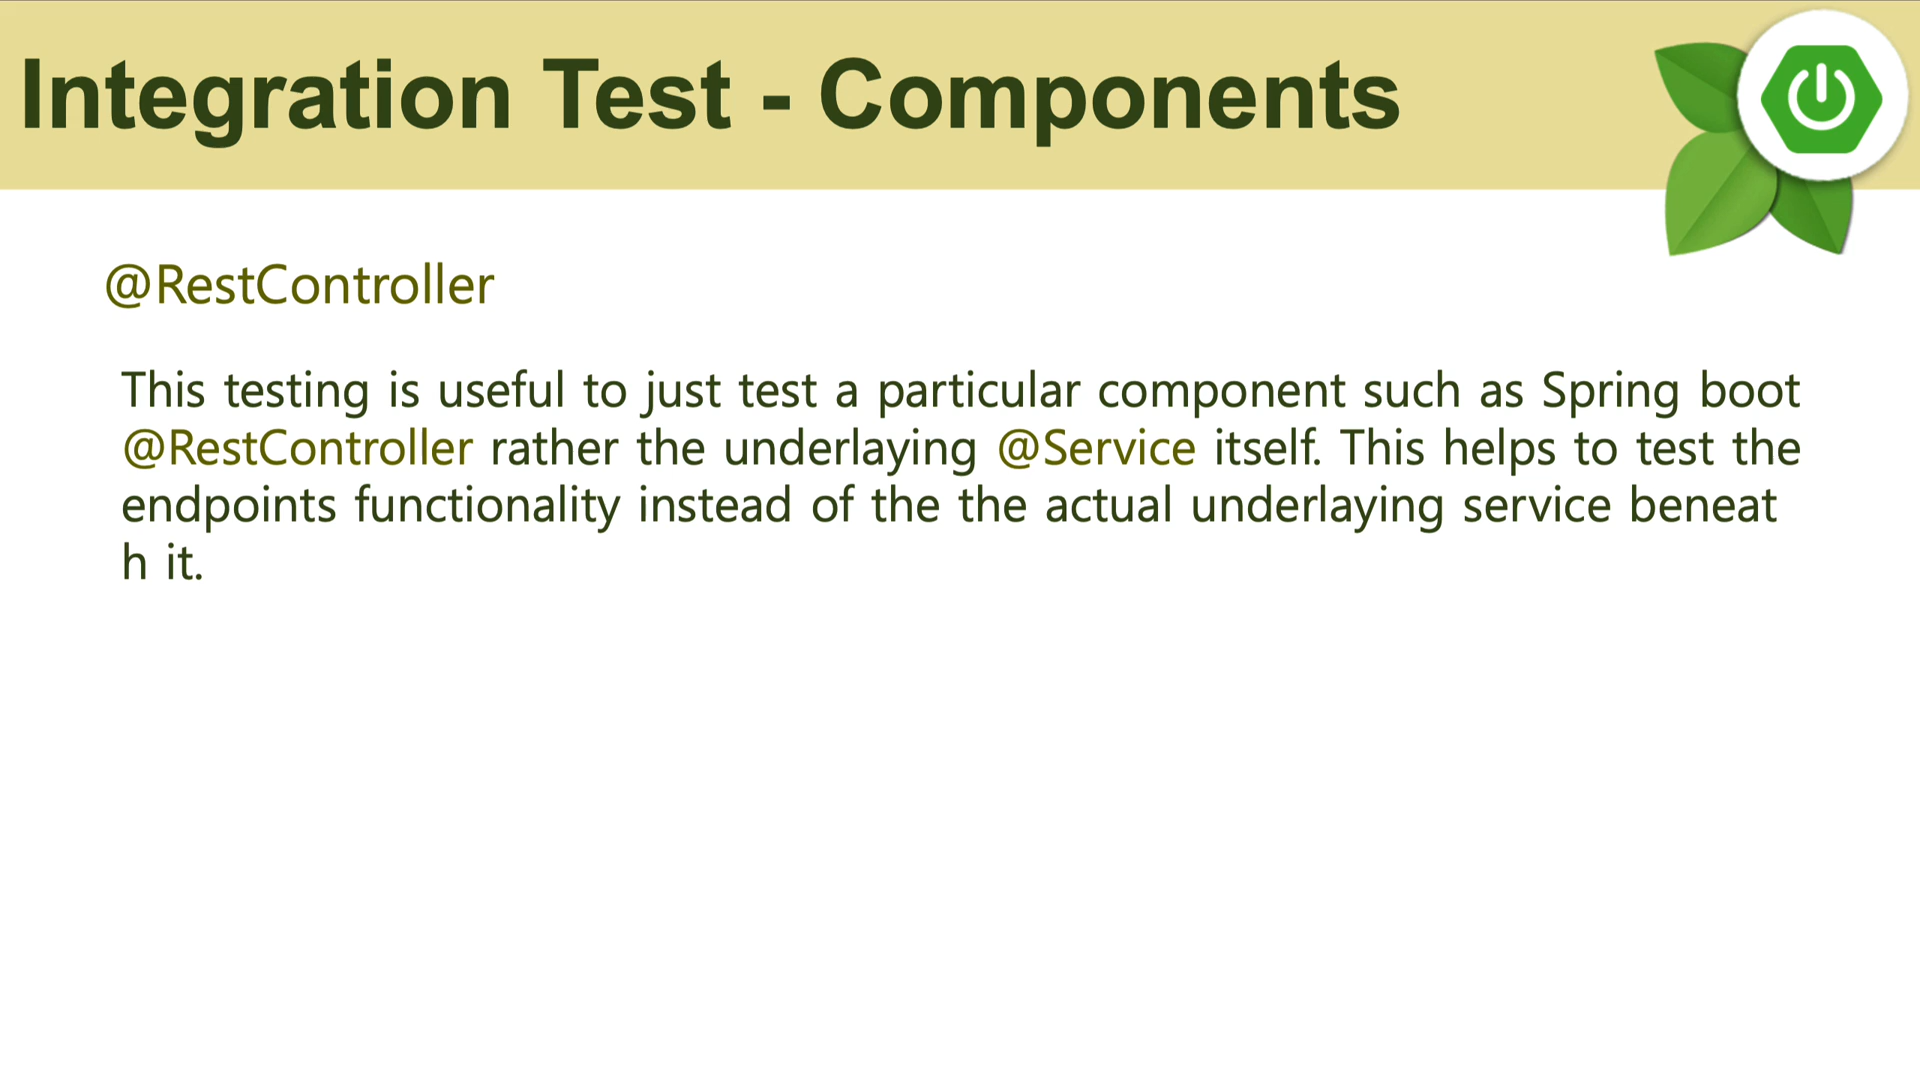 Integration Test - Components
@RestController
This testing is useful to just test a particular component such as Spring boot
@RestController rather the underlaying @Service itself. This helps to test the
endpoints functionality instead of the the actual underlaying service beneat
h it.